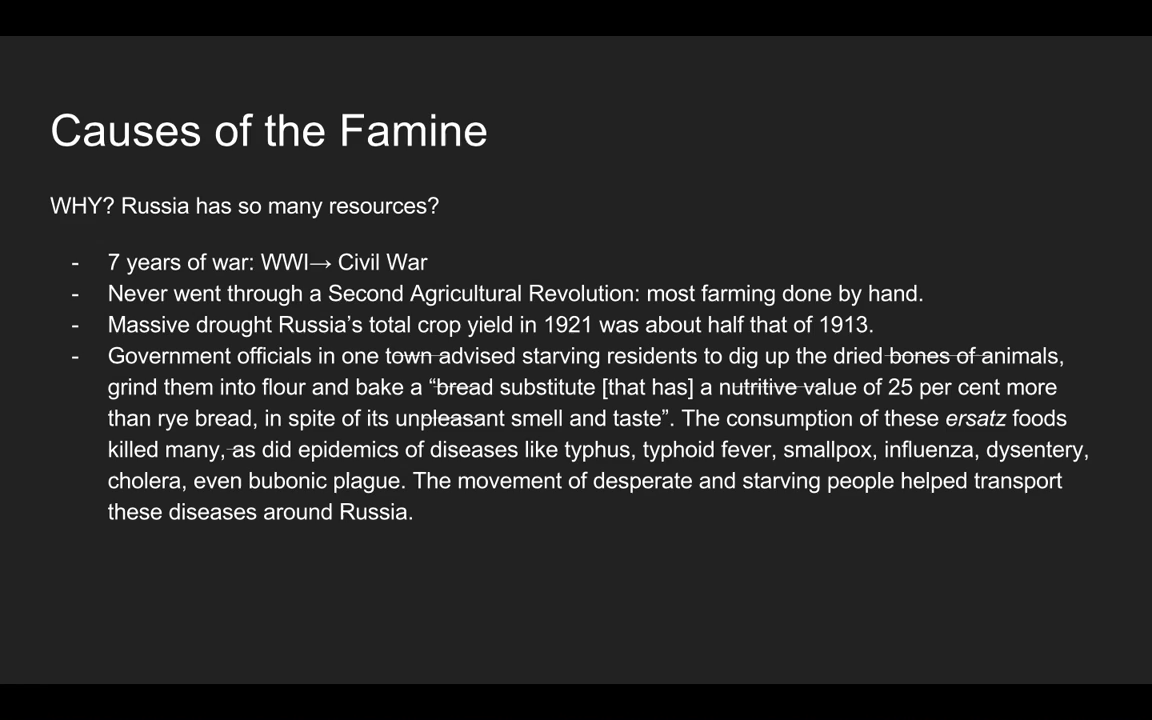 Causes of the Famine
WHY? Russia has so many resources?
- 7 years of war: WWI→ Civil War
- Never went through a Second Agricultural Revolution: most farming done by hand.
- Massive drought Russia’s total crop yield in 1921 was about half that of 1913.
- Government officials in one town advised starving residents to dig up the dried bones of animals,
grind them into flour and bake a “bread substitute [that has] a nutritive value of 25 per cent more
than rye bread, in spite of its unpleasant smell and taste”. The consumption of these ersatz foods
killed many, as did epidemics of diseases like typhus, typhoid fever, smallpox, influenza, dysentery,
cholera, even bubonic plague. The movement of desperate and starving people helped transport
these diseases around Russia.